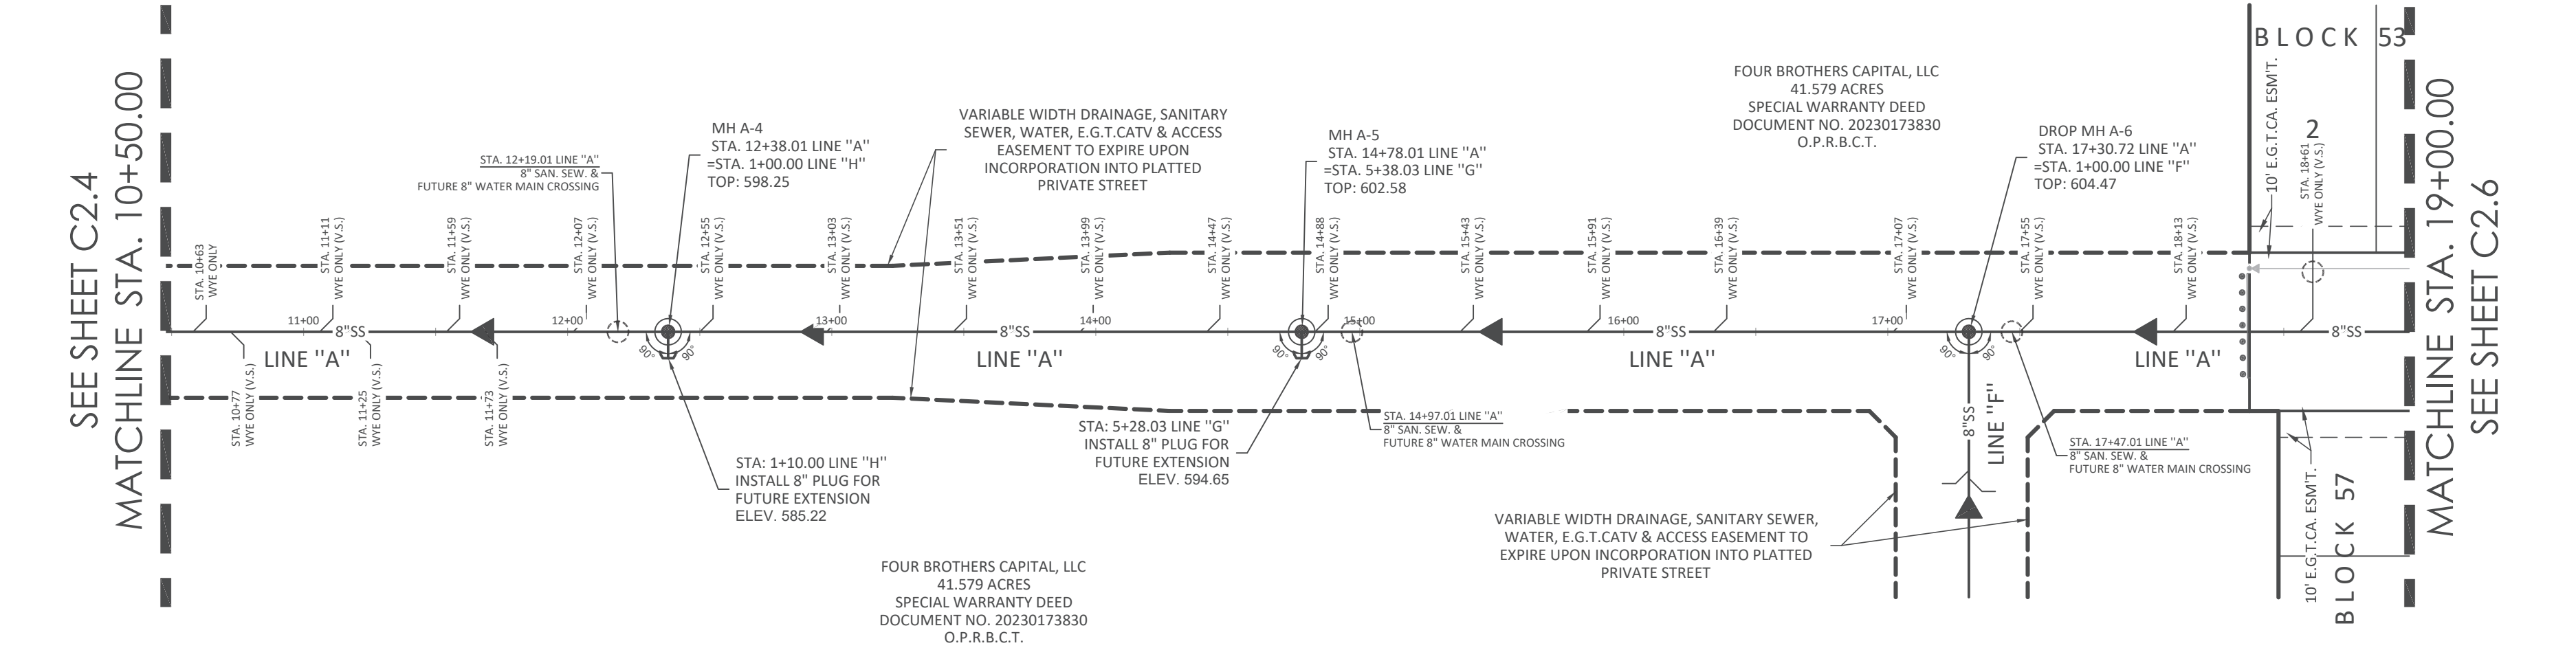 SEE SHEET C2.4
MATCHLINE STA. 10+50.00
STA. 12+19.01 LINE "A"
8" SAN. SEW. &
FUTURE 8" WATER MAIN CROSSING
MH A-4
STA. 12+38.01 LINE "A"
=STA. 1+00.00 LINE "H"
TOP: 598.25
VARIABLE WIDTH DRAINAGE, SANITARY
SEWER, WATER, E.G.T.CATV & ACCESS
EASEMENT TO EXPIRE UPON
INCORPORATION INTO PLATTED
PRIVATE STREET
MH A-5
STA. 14+78.01 LINE "A"
=STA. 5+38.03 LINE "G"
TOP: 602.58
FOUR BROTHERS CAPITAL, LLC
41.579 ACRES
SPECIAL WARRANTY DEED
DOCUMENT NO. 20230173830
O.P.R.B.C.T.
DROP MH A-6
STA. 17+30.72 LINE "A"
=STA. 1+00.00 LINE "F"
TOP: 604.47
BLOCK 53
10' E.G.T.CA. ESM'T.
2
STA. 18+61
WYE ONLY (V.S.)
STA. 10+63
WYE ONLY
STA. 11+11
WYE ONLY (V.S.)
STA. 11+59
WYE ONLY (V.S.)
STA. 12+07
WYE ONLY (V.S.)
STA. 12+55
WYE ONLY (V.S.)
STA. 13+03
WYE ONLY (V.S.)
STA. 13+51
WYE ONLY (V.S.)
STA. 13+99
WYE ONLY (V.S.)
STA. 14+47
WYE ONLY (V.S.)
STA. 14+88
WYE ONLY (V.S.)
STA. 15+43
WYE ONLY (V.S.)
STA. 15+91
WYE ONLY (V.S.)
STA. 16+39
WYE ONLY (V.S.)
STA. 17+07
WYE ONLY (V.S.)
STA. 17+55
WYE ONLY (V.S.)
STA. 18+13
WYE ONLY (V.S.)
11+00
8"SS
12+00
13+00
8"SS
14+00
15+00
16+00
8"SS
17+00
8"SS
90°
90°
90°
90°
90°
90°
LINE "A"
LINE "A"
LINE "A"
LINE "A"
STA. 10+77
WYE ONLY (V.S.)
STA. 11+25
WYE ONLY (V.S.)
STA. 11+73
WYE ONLY (V.S.)
STA: 1+10.00 LINE "H"
INSTALL 8" PLUG FOR
FUTURE EXTENSION
ELEV. 585.22
STA: 5+28.03 LINE "G"
INSTALL 8" PLUG FOR
FUTURE EXTENSION
ELEV. 594.65
STA. 14+97.01 LINE "A"
8" SAN. SEW. &
FUTURE 8" WATER MAIN CROSSING
8"SS
LINE "F"
STA. 17+47.01 LINE "A"
8" SAN. SEW. &
FUTURE 8" WATER MAIN CROSSING
VARIABLE WIDTH DRAINAGE, SANITARY SEWER,
WATER, E.G.T.CATV & ACCESS EASEMENT TO
EXPIRE UPON INCORPORATION INTO PLATTED
PRIVATE STREET
FOUR BROTHERS CAPITAL, LLC
41.579 ACRES
SPECIAL WARRANTY DEED
DOCUMENT NO. 20230173830
O.P.R.B.C.T.
10' E.G.T.CA. ESM'T.
BLOCK 57
MATCHLINE STA. 19+00.00
SEE SHEET C2.6